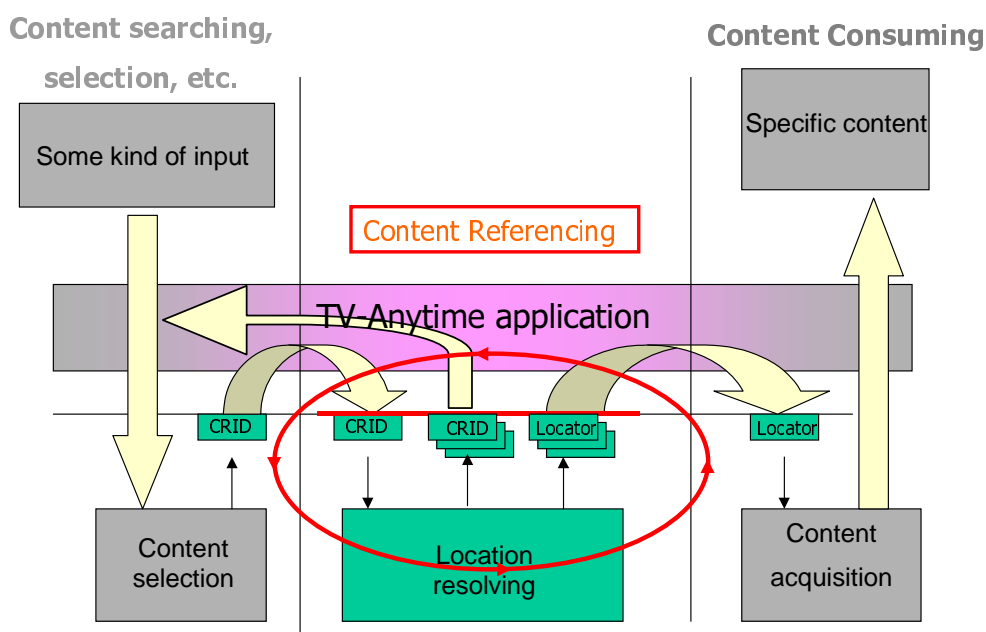 Content searching,
selection, etc.
Content Consuming
Some kind of input
Specific content
Content Referencing
TV-Anytime application
CRID
CRID
CRID
Locator
Locator
Content
selection
Location
resolving
Content
acquisition